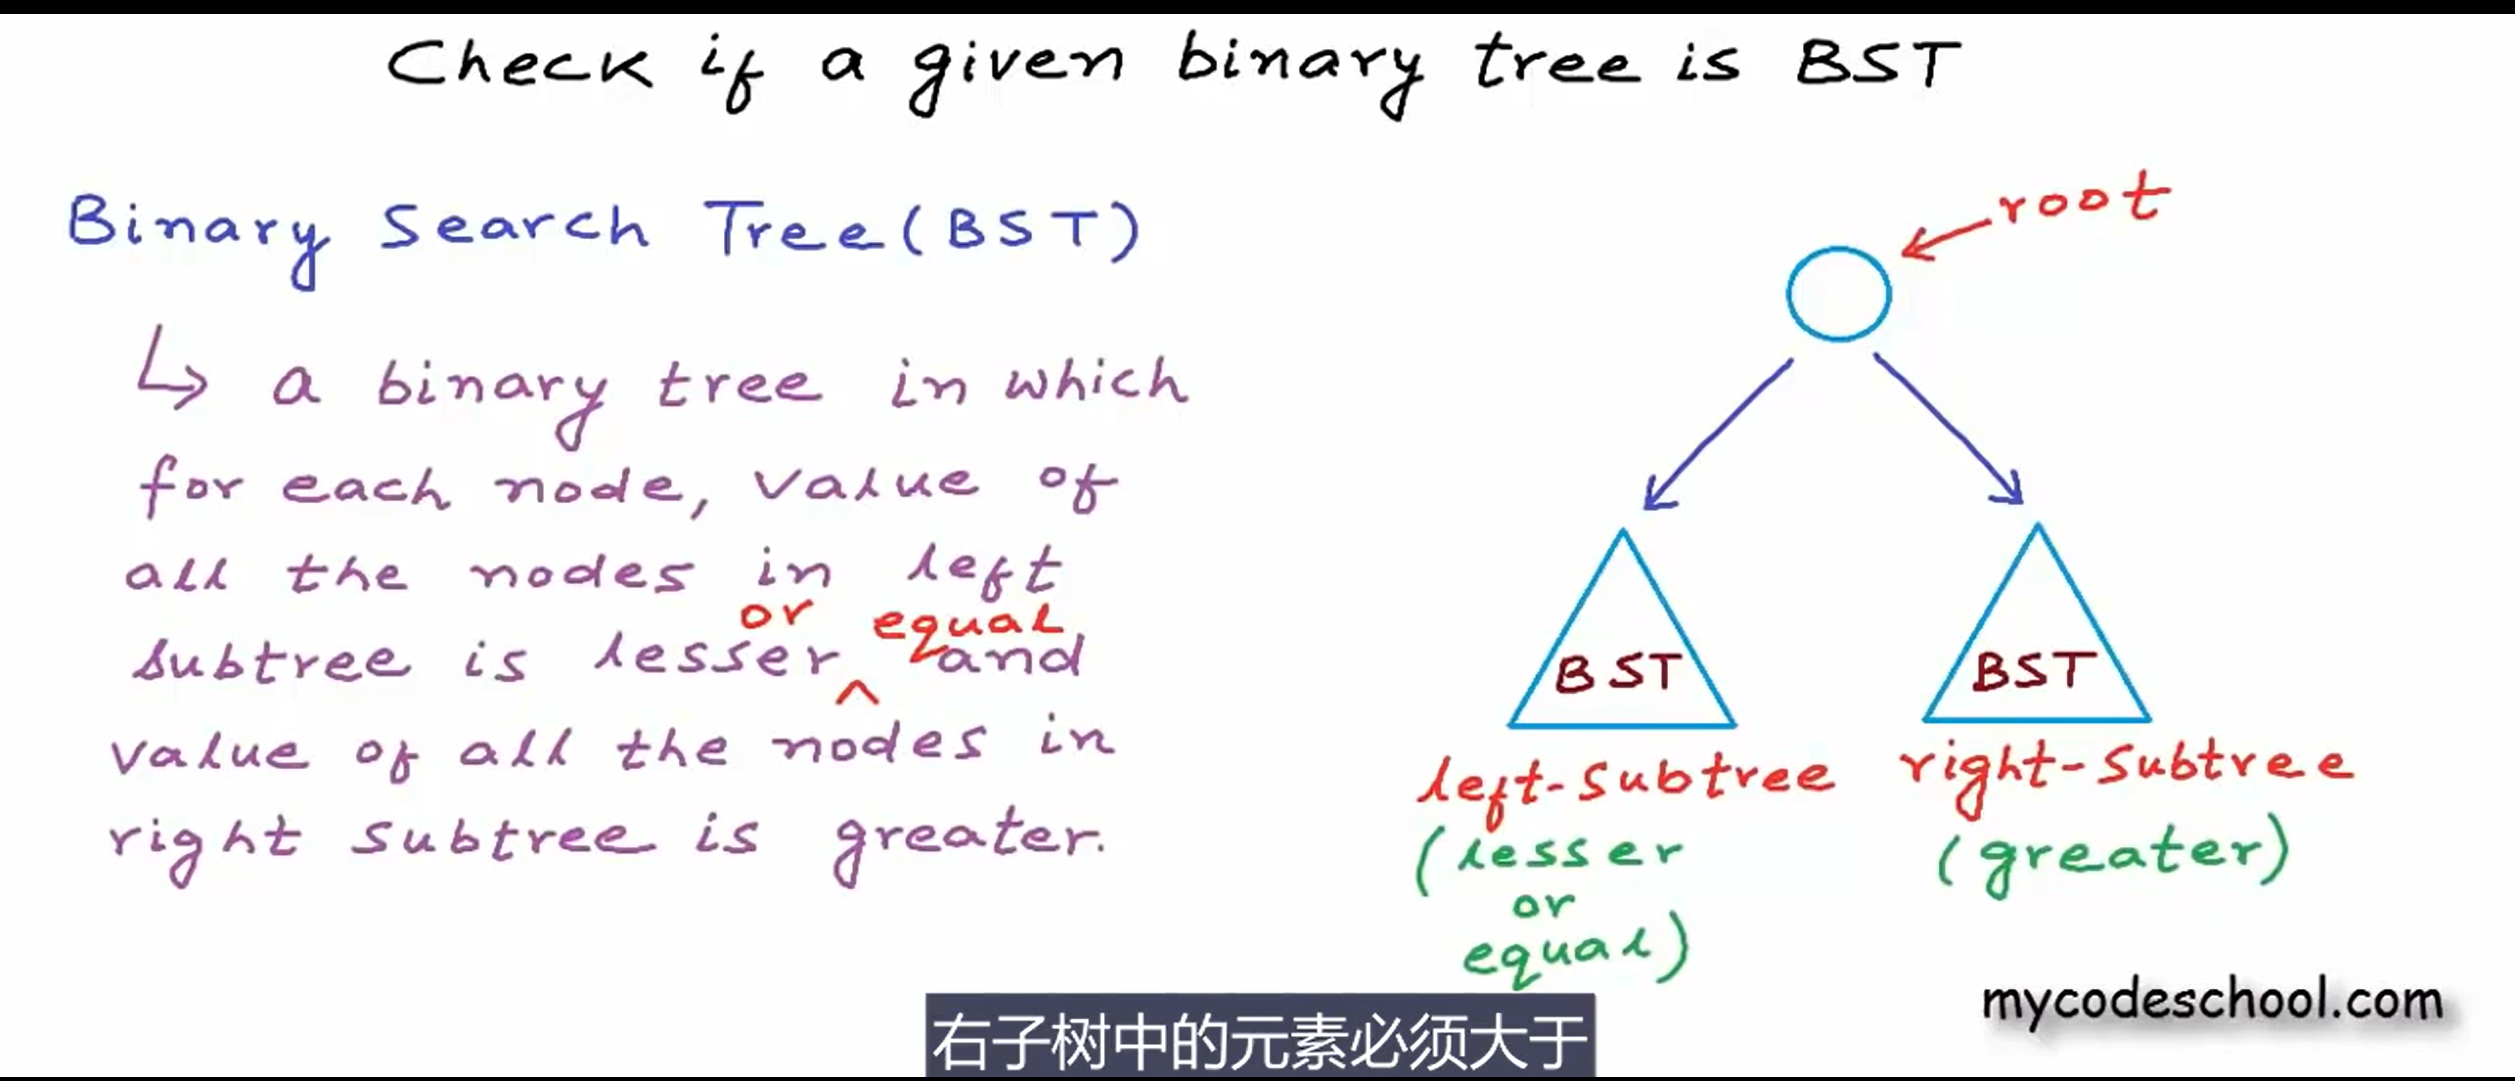 Check if a given binary tree is BST
Binary Search Tree (BST)
↳ a binary tree in which
for each node, value of
all the nodes in left
or equal
subtree is lesser ^ and
value of all the nodes in
right subtree is greater.
root
BST
BST
left-subtree
(lesser
or
equal)
right-subtree
(greater)
mycodeschool.com
右子树中的元素必须大于